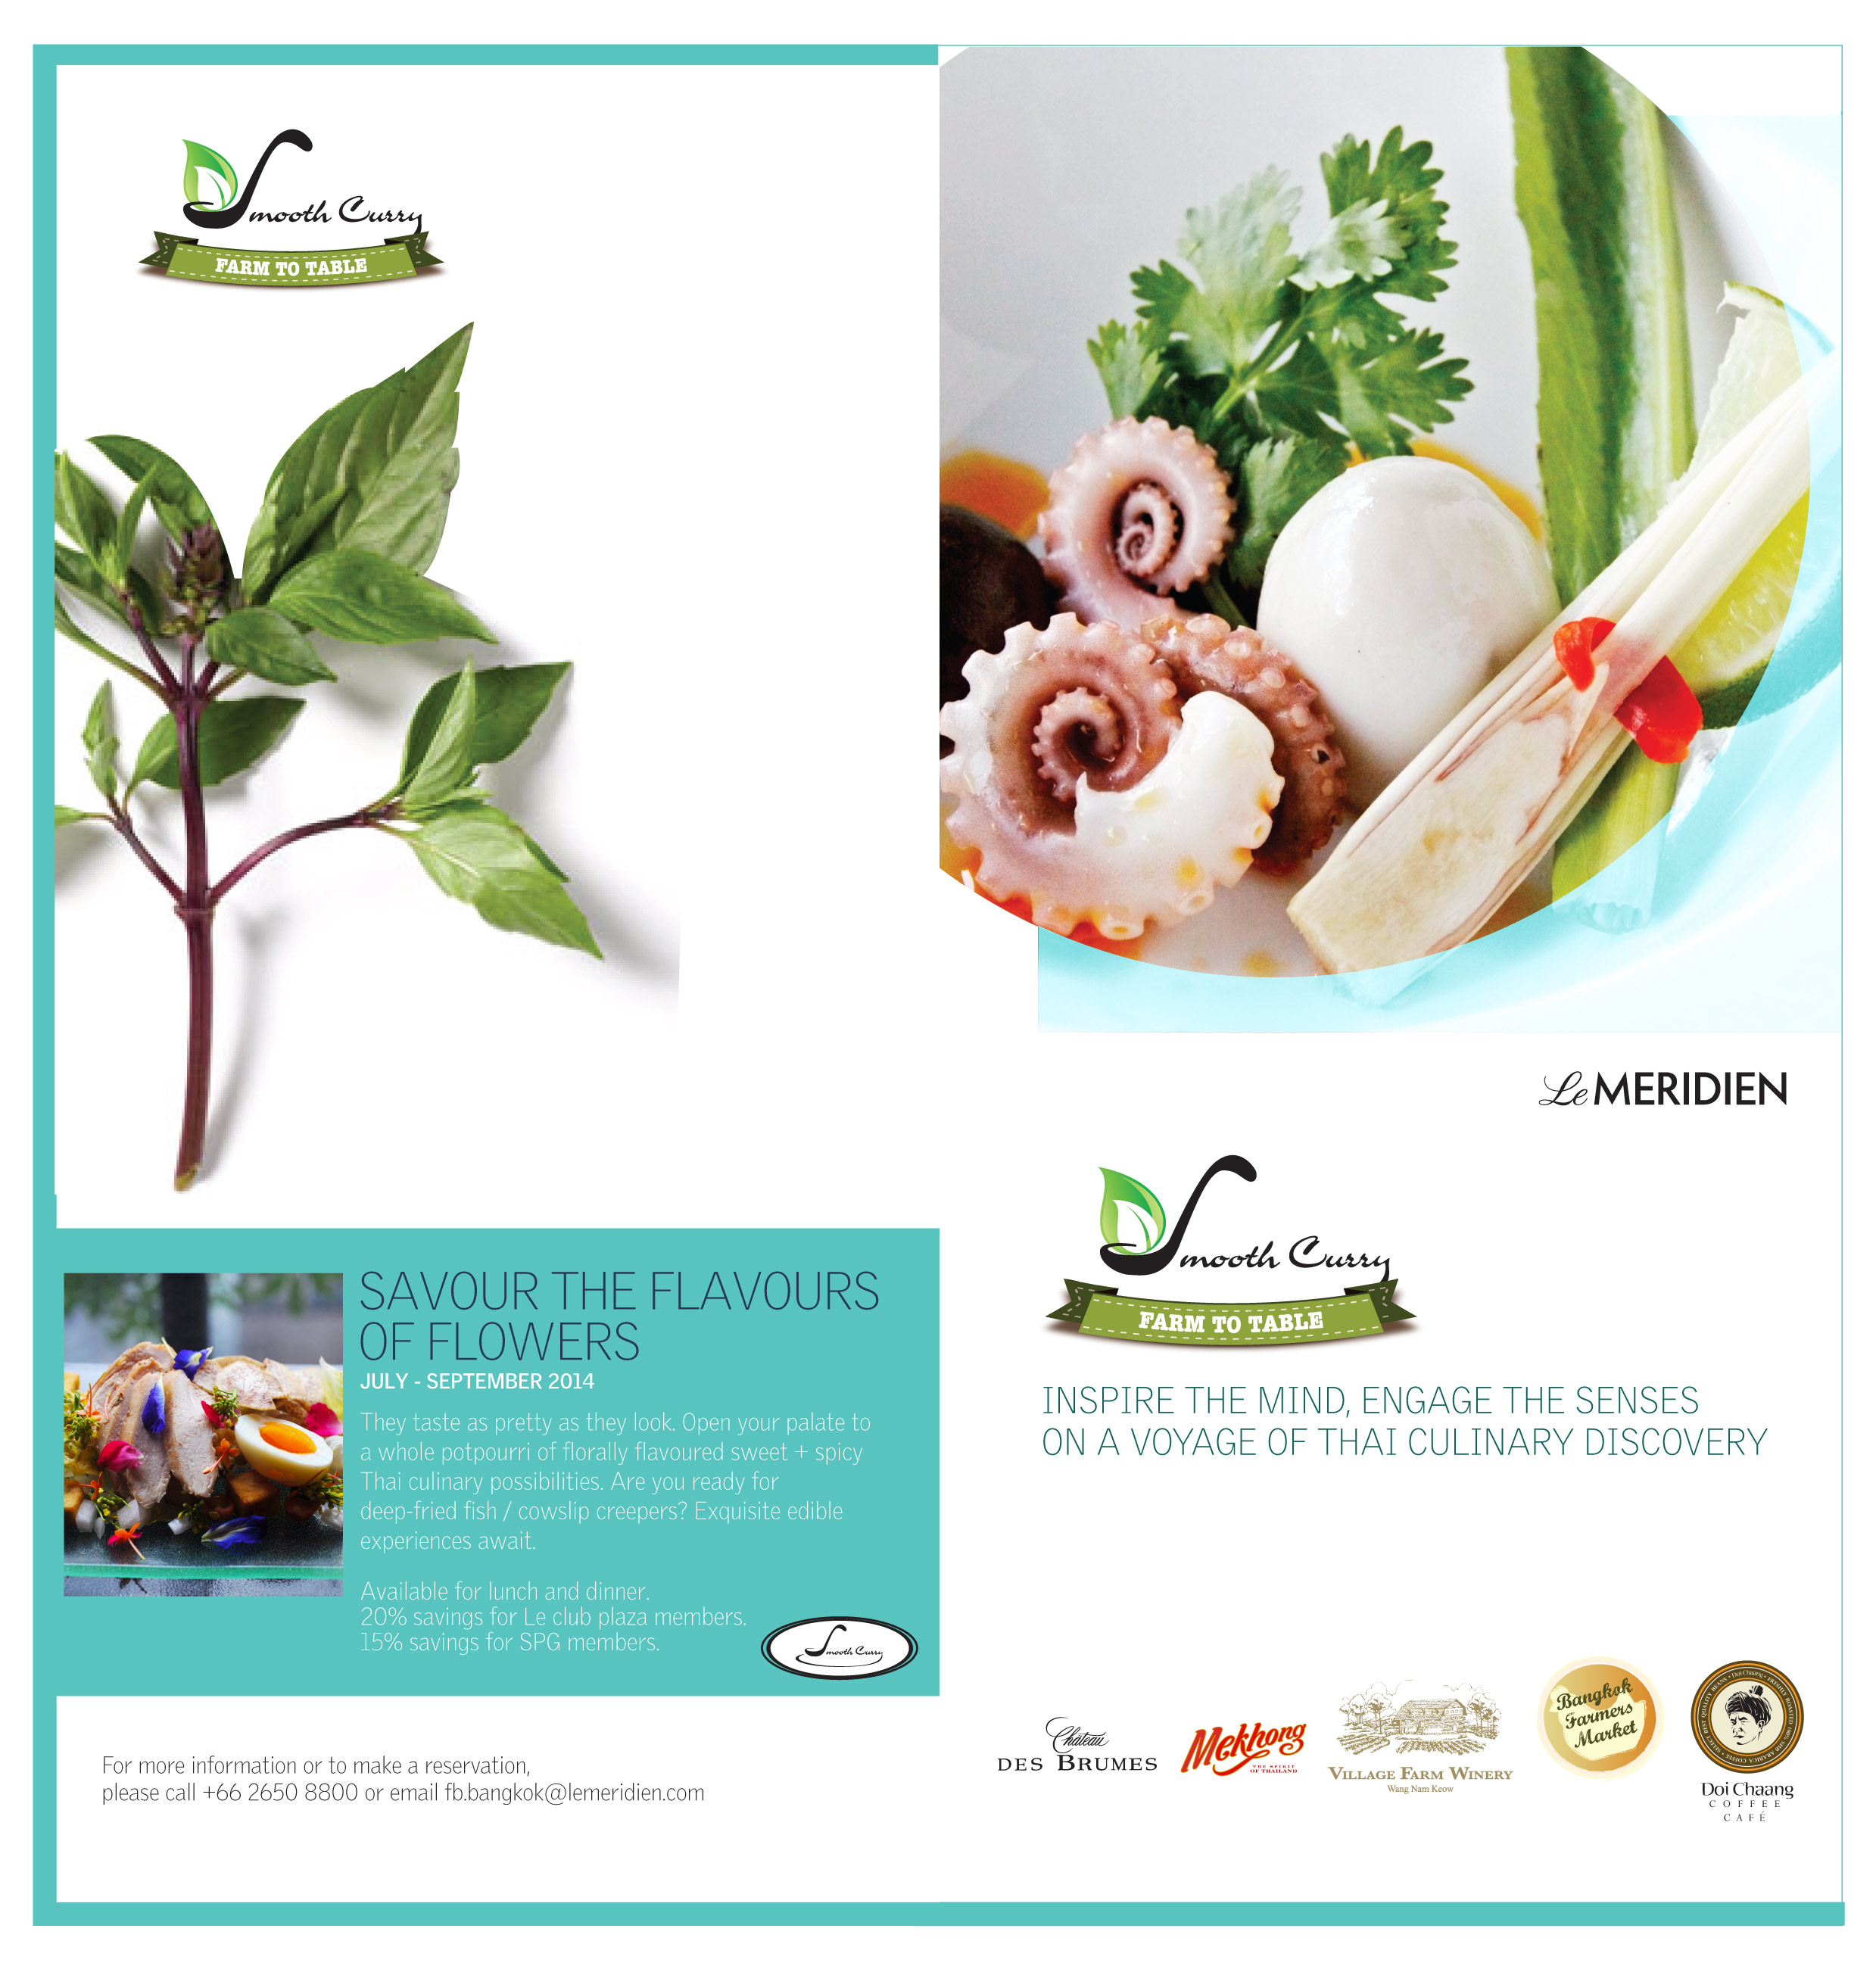 Smooth Curry
FARM TO TABLE
SAVOUR THE FLAVOURS
OF FLOWERS
JULY - SEPTEMBER 2014
They taste as pretty as they look. Open your palate to
a whole potpourri of florally flavoured sweet + spicy
Thai culinary possibilities. Are you ready for
deep-fried fish / cowslip creepers? Exquisite edible
experiences await.
Available for lunch and dinner.
20% savings for Le club plaza members.
15% savings for SPG members.
Smooth Curry
For more information or to make a reservation,
please call +66 2650 8800 or email fb.bangkok@lemeridien.com
Le MERIDIEN
Smooth Curry
FARM TO TABLE
INSPIRE THE MIND, ENGAGE THE SENSES
ON A VOYAGE OF THAI CULINARY DISCOVERY
Château
DES BRUMES
Mekhong
THE SPIRIT
OF THAILAND
VILLAGE FARM WINERY
Wang Nam Keow
Bangkok
Farmers
Market
Doi Chaang
COFFEE
CAFÉ